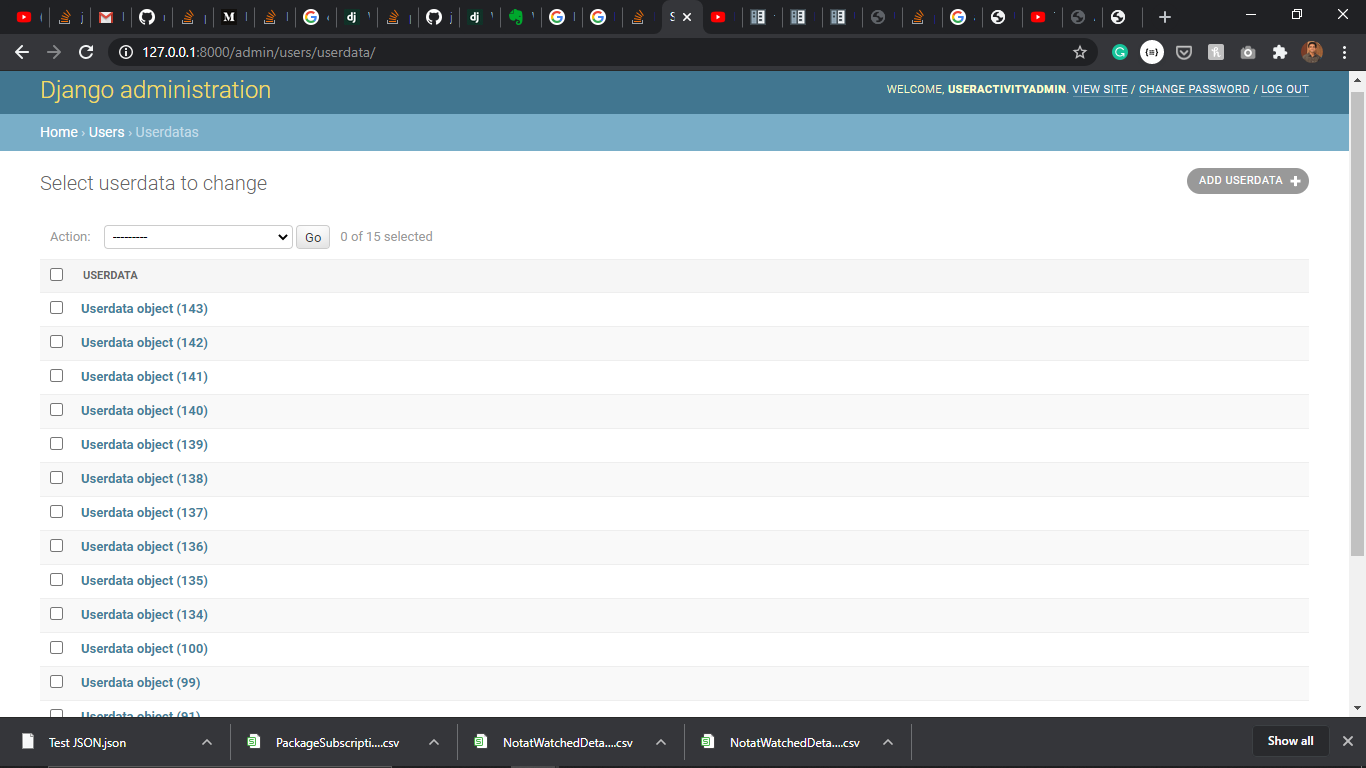 127.0.0.1:8000/admin/users/userdata/
Django administration
WELCOME, USERACTIVITYADMIN. VIEW SITE / CHANGE PASSWORD / LOG OUT
Home › Users › Userdatas
Select userdata to change
ADD USERDATA +
Action: --------- Go 0 of 15 selected
USERDATA
Userdata object (143)
Userdata object (142)
Userdata object (141)
Userdata object (140)
Userdata object (139)
Userdata object (138)
Userdata object (137)
Userdata object (136)
Userdata object (135)
Userdata object (134)
Userdata object (100)
Userdata object (99)
Userdata object (91)
Test JSON.json PackageSubscripti....csv NotatWatchedDeta....csv NotatWatchedDeta....csv Show all